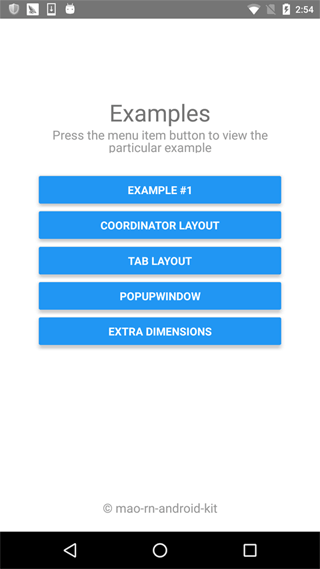 2:54
Examples
Press the menu item button to view the
particular example
EXAMPLE #1
COORDINATOR LAYOUT
TAB LAYOUT
POPUPWINDOW
EXTRA DIMENSIONS
© mao-rn-android-kit